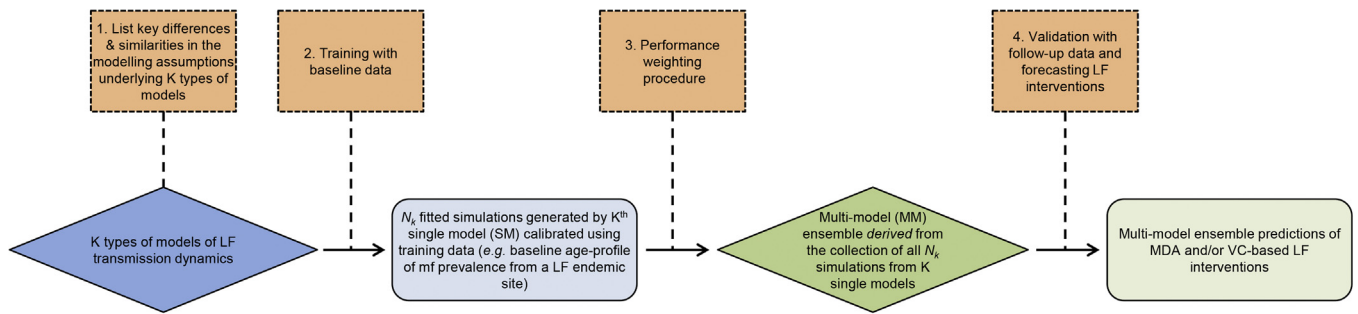 1. List key differences
& similarities in the
modelling assumptions
underlying K types of
models
2. Training with
baseline data
3. Performance
weighting
procedure
4. Validation with
follow-up data and
forecasting LF
interventions
K types of models of LF
transmission dynamics
Nk fitted simulations generated by Kth
single model (SM) calibrated using
training data (e.g. baseline age-profile
of mf prevalence from a LF endemic
site)
Multi-model (MM)
ensemble derived from
the collection of all Nk
simulations from K
single models
Multi-model ensemble predictions of
MDA and/or VC-based LF
interventions